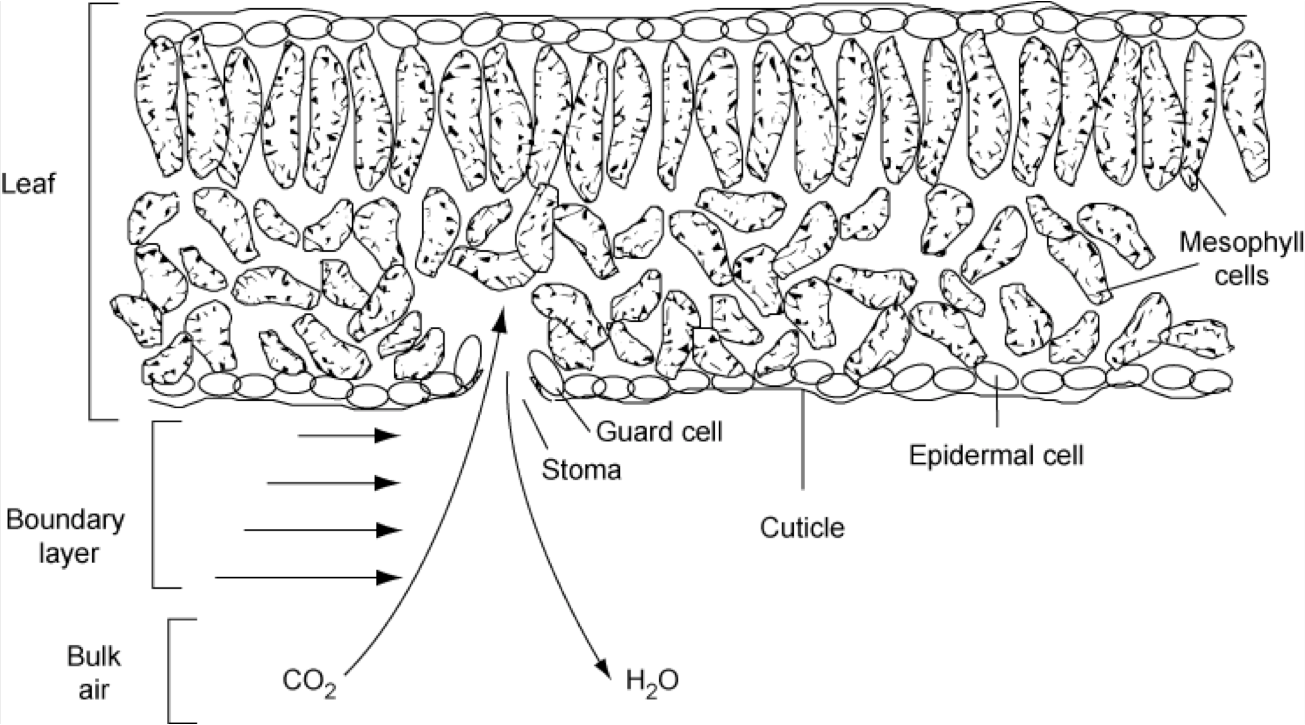 Leaf
Mesophyll
cells
Guard cell
Stoma
Epidermal cell
Cuticle
Boundary
layer
Bulk
air
CO2
H2O